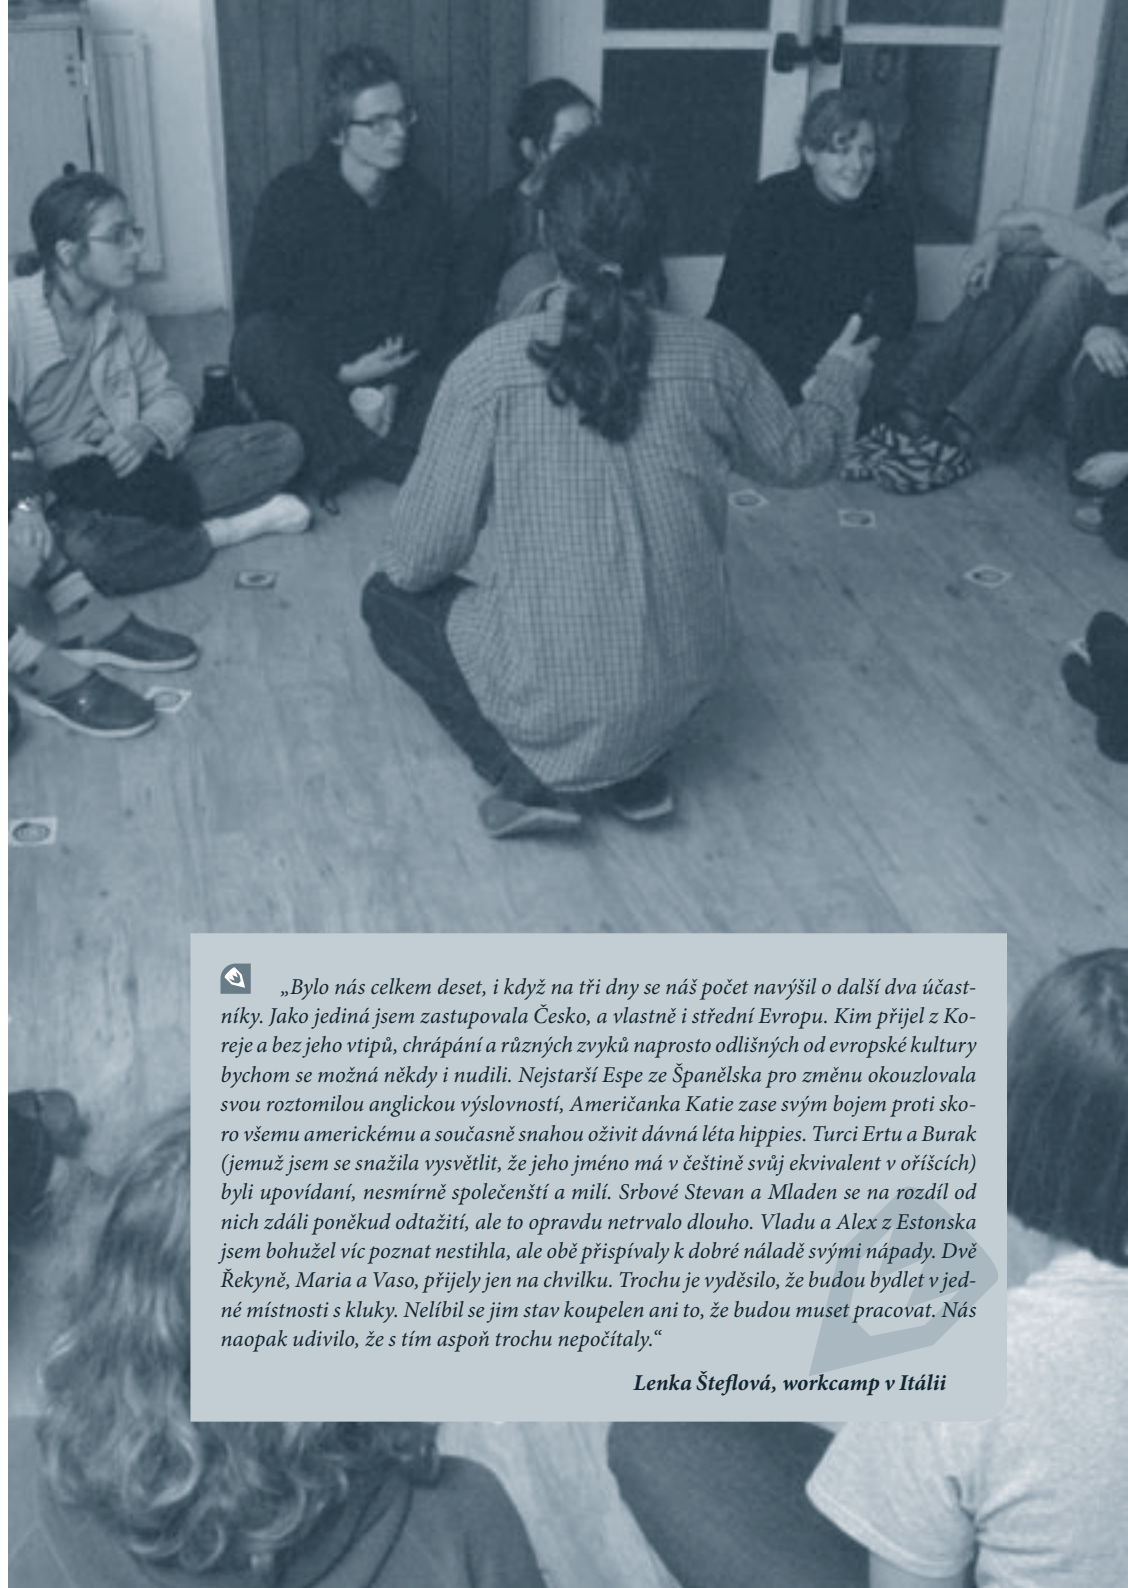 „Bylo nás celkem deset, i když na tři dny se náš počet navýšil o další dva účast-
níky. Jako jediná jsem zastupovala Česko, a vlastně i střední Evropu. Kim přijel z Ko-
reje a bez jeho vtipů, chrápání a různých zvyků naprosto odlišných od evropské kultury
bychom se možná někdy i nudili. Nejstarší Espe ze Španělska pro změnu okouzlovala
svou roztomilou anglickou výslovností, Američanka Katie zase svým bojem proti sko-
ro všemu americkému a současně snahou oživit dávná léta hippies. Turci Ertu a Burak
(jemuž jsem se snažila vysvětlit, že jeho jméno má v češtině svůj ekvivalent v oříšcích)
byli upovídaní, nesmírně společenští a milí. Srbové Stevan a Mladen se na rozdíl od
nich zdáli poněkud odtažití, ale to opravdu netrvalo dlouho. Vladu a Alex z Estonska
jsem bohužel víc poznat nestihla, ale obě přispívaly k dobré náladě svými nápady. Dvě
Řekyně, Maria a Vaso, přijely jen na chvilku. Trochu je vyděsilo, že budou bydlet v jed-
né místnosti s kluky. Nelíbil se jim stav koupelen ani to, že budou muset pracovat. Nás
naopak udivilo, že s tím aspoň trochu nepočítaly.“
Lenka Šteflová, workcamp v Itálii